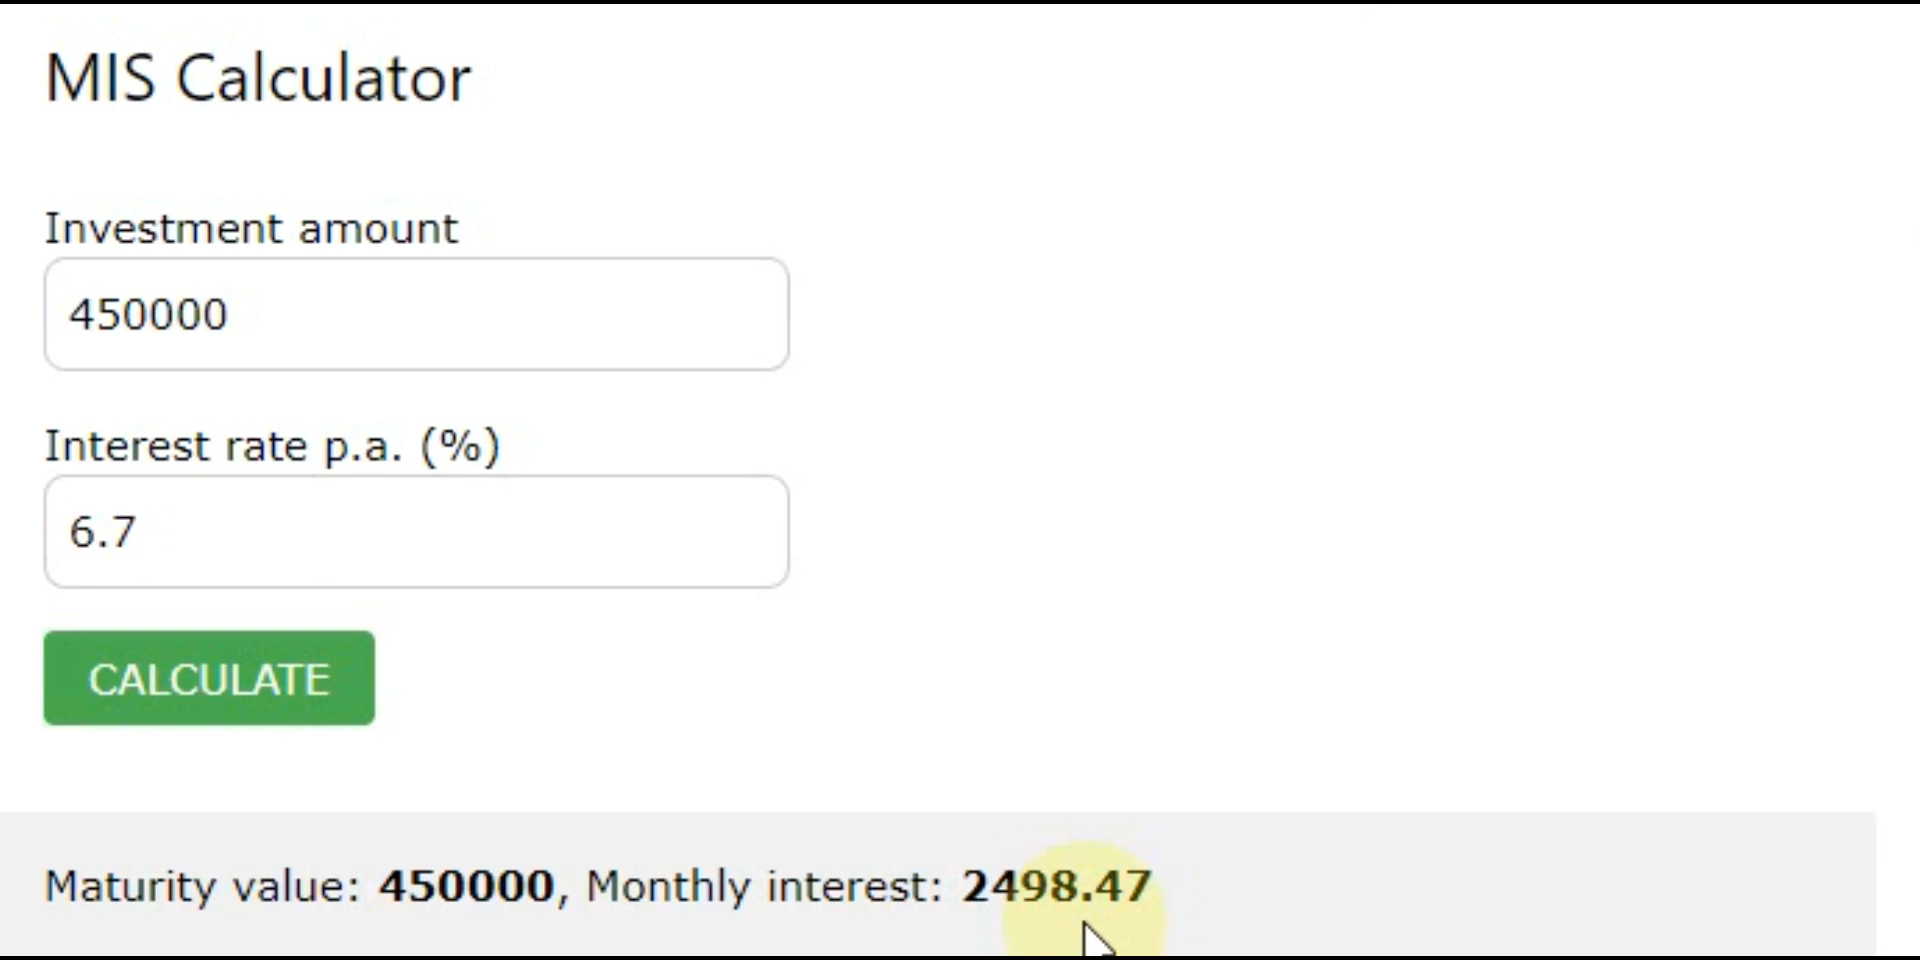 MIS Calculator
Investment amount
450000
Interest rate p.a. (%)
6.7
CALCULATE
Maturity value: 450000, Monthly interest: 2498.47